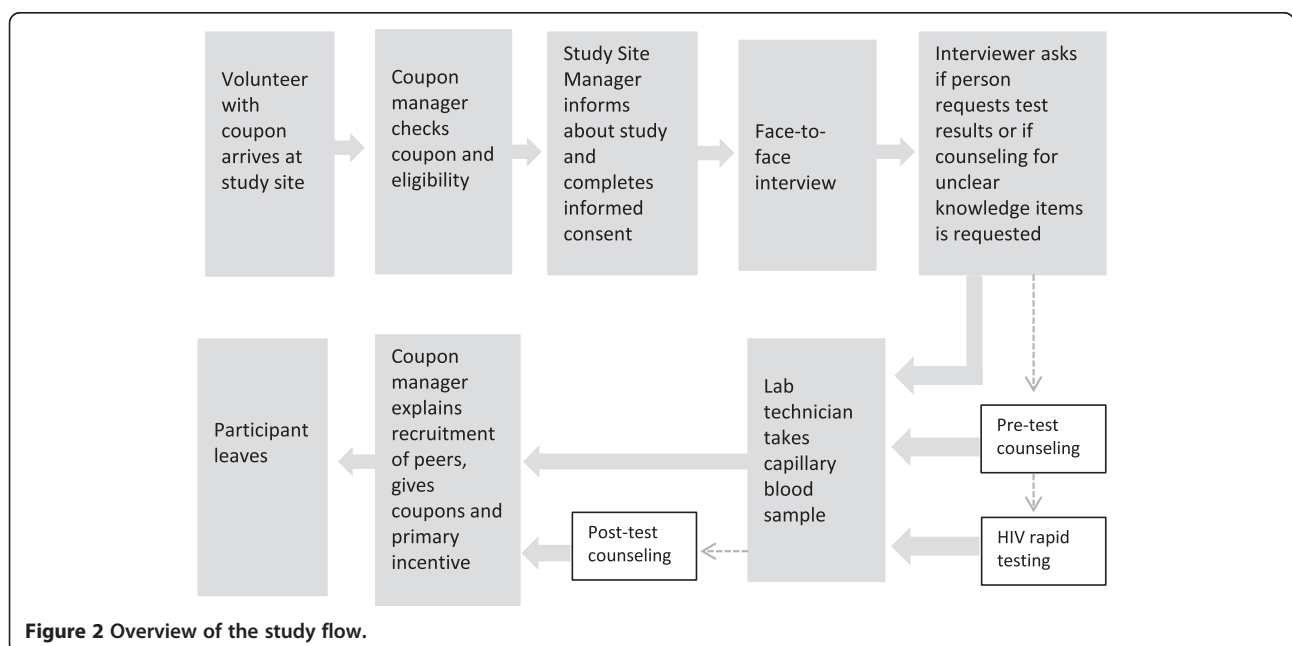 Volunteer
with
coupon
arrives at
study site
Coupon
manager
checks
coupon and
eligibility
Study Site
Manager
informs
about study
and
completes
informed
consent
Face-to-
face
interview
Interviewer asks
if person
requests test
results or if
counseling for
unclear
knowledge items
is requested
Pre-test
counseling
HIV rapid
testing
Lab
technician
takes
capillary
blood
sample
Post-test
counseling
Coupon
manager
explains
recruitment
of peers,
gives
coupons and
primary
incentive
Participant
leaves
Figure 2 Overview of the study flow.